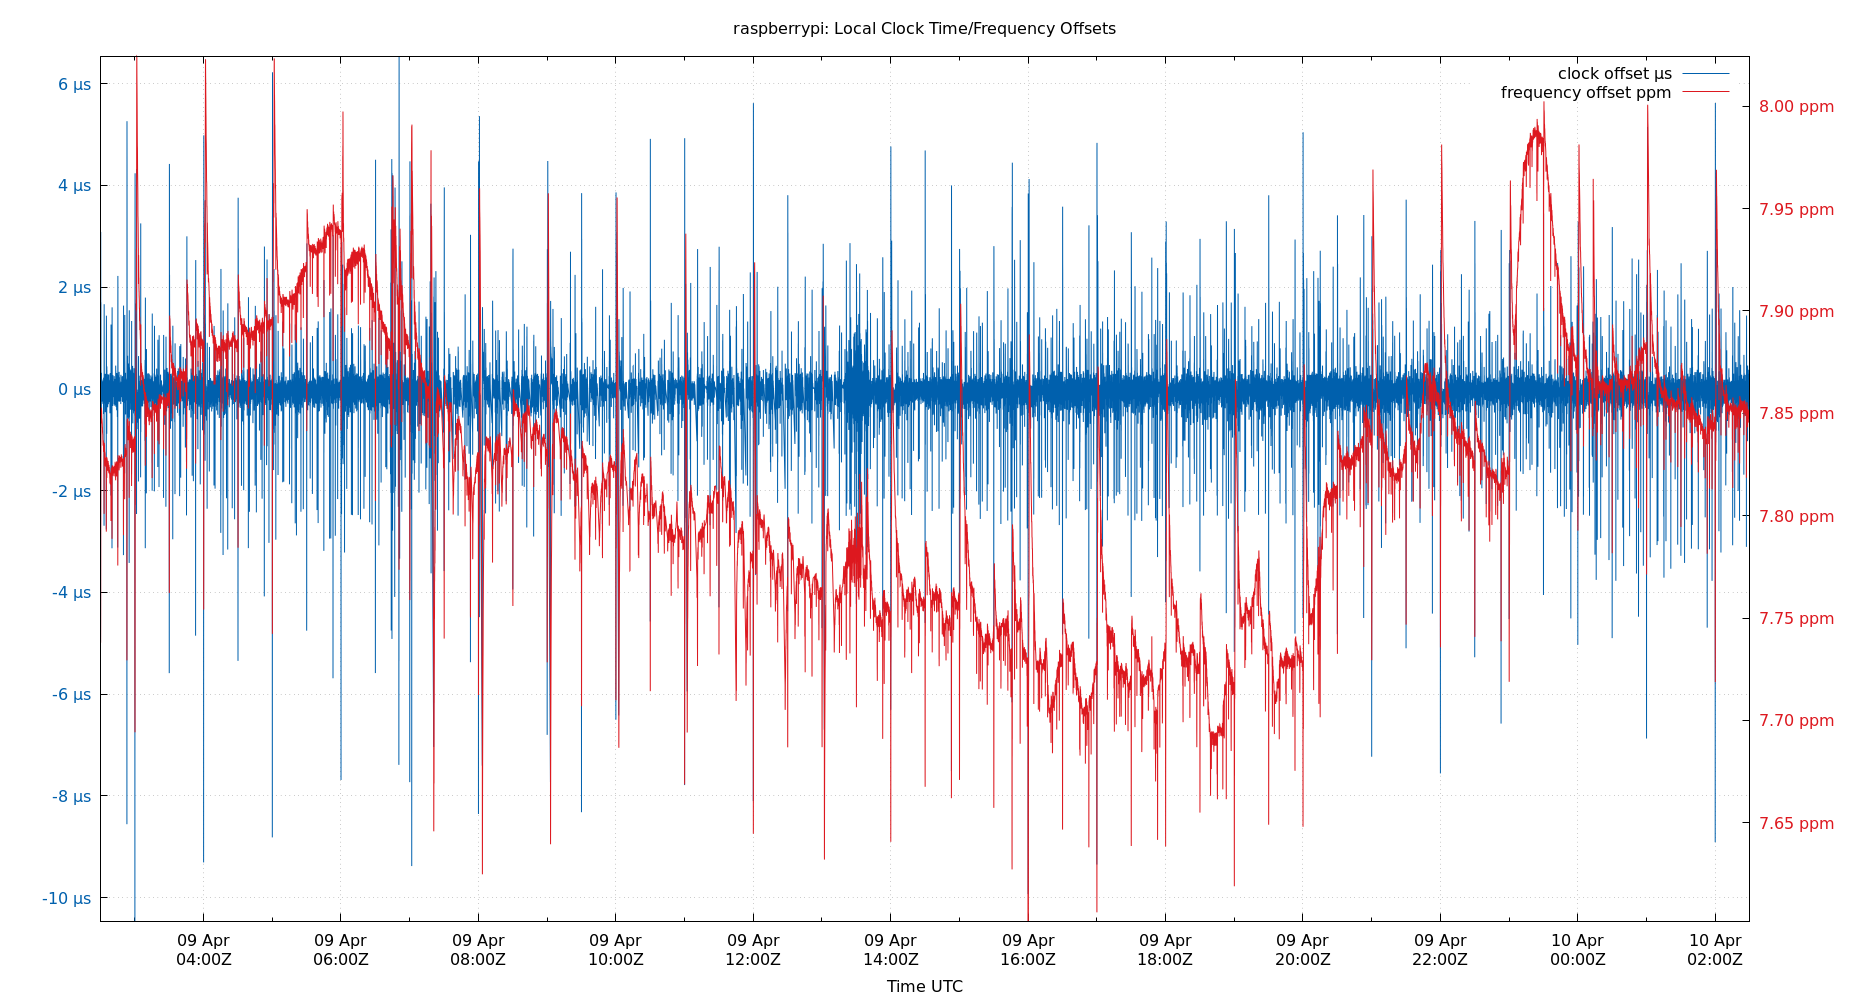 raspberrypi: Local Clock Time/Frequency Offsets
clock offset µs
frequency offset ppm
6 µs
4 µs
2 µs
0 µs
-2 µs
-4 µs
-6 µs
-8 µs
-10 µs
8.00 ppm
7.95 ppm
7.90 ppm
7.85 ppm
7.80 ppm
7.75 ppm
7.70 ppm
7.65 ppm
09 Apr 09 Apr 09 Apr 09 Apr 09 Apr 09 Apr 09 Apr 09 Apr 09 Apr 09 Apr 10 Apr 10 Apr
04:00Z 06:00Z 08:00Z 10:00Z 12:00Z 14:00Z 16:00Z 18:00Z 20:00Z 22:00Z 00:00Z 02:00Z
Time UTC